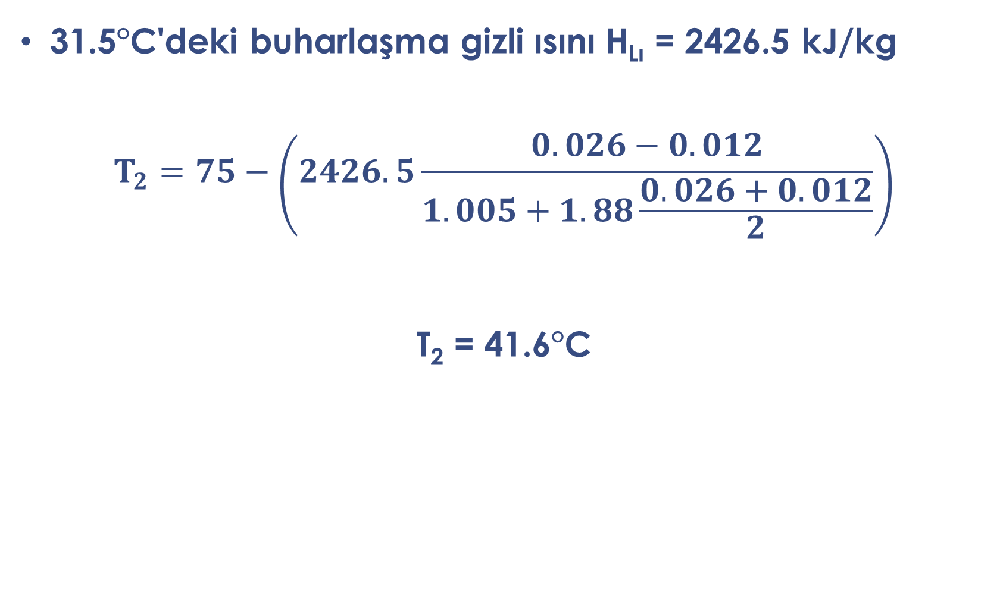 • 31.5°C'deki buharlaşma gizli ısını H_LI = 2426.5 kJ/kg
T₂ = 75 − (2426.5 (0.026 − 0.012) / (1.005 + 1.88 (0.026 + 0.012) / 2))
T₂ = 41.6°C